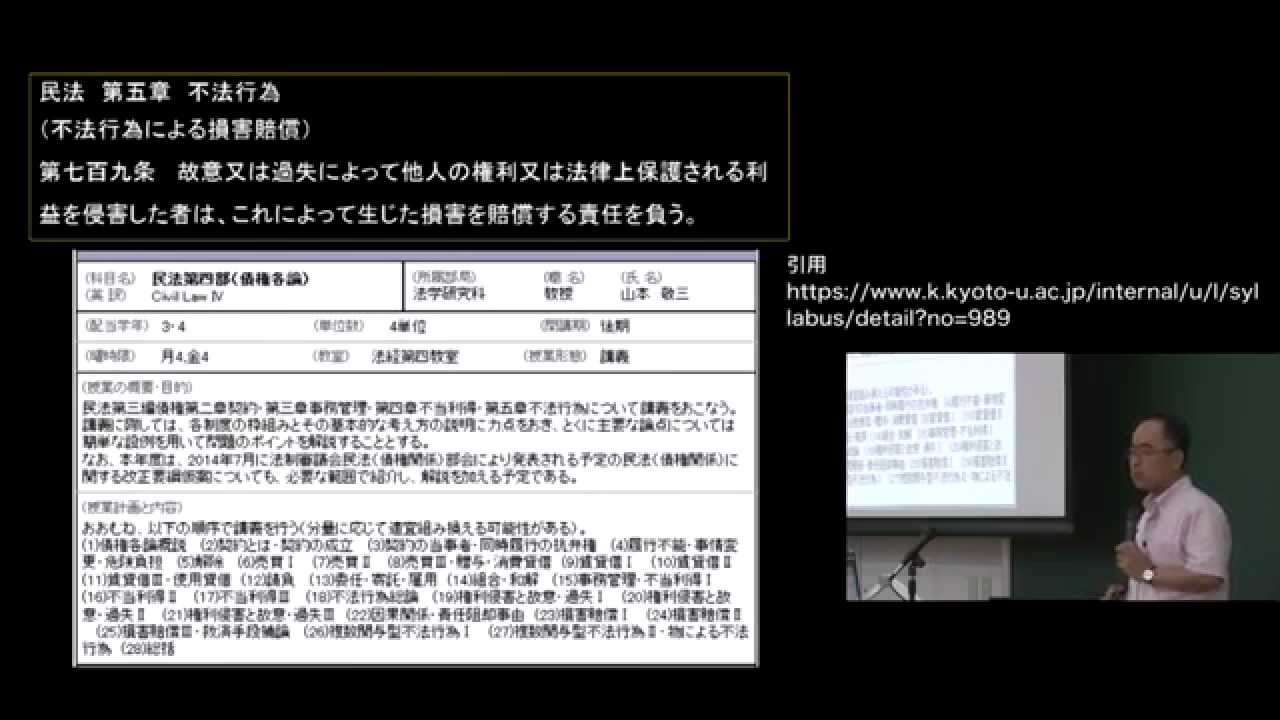 民法　第五章　不法行為
（不法行為による損害賠償）
第七百九条　故意又は過失によって他人の権利又は法律上保護される利
益を侵害した者は、これによって生じた損害を賠償する責任を負う。
(科目名)　民法第四部(債権各論)　(所属部局)　(職 名)　(氏 名)
(英 訳)　Civil Law Ⅳ　法学研究科　教授　山本 敬三
(配当学年)　3・4　(単位数)　4単位　(開講期)　後期
(曜時限)　月4,金4　(教室)　法経第四教室　(授業形態)　講義
(授業の概要・目的)
民法第三編債権第二章契約・第三章事務管理・第四章不当利得・第五章不法行為について講義をおこなう。
講義に際しては、各制度の枠組みとその基本的な考え方の説明に力点をおき、とくに主要な論点については
簡単な設例を用いて問題のポイントを解説することとする。
なお、本年度は、2014年7月に法制審議会民法(債権関係)部会により発表される予定の民法(債権関係)に
関する改正要綱仮案についても、必要な範囲で紹介し、解説を加える予定である。
(授業計画と内容)
おおむね、以下の順序で講義を行う(分量に応じて適宜組み換える可能性がある)。
(1)債権各論概説　(2)契約とは・契約の成立　(3)契約の当事者・同時履行の抗弁権　(4)履行不能・事情変
更・危険負担　(5)解除　(6)売買Ⅰ　(7)売買Ⅱ　(8)売買Ⅲ・贈与・消費貸借　(9)賃貸借Ⅰ　(10)賃貸借Ⅱ
(11)賃貸借Ⅲ・使用貸借　(12)請負　(13)委任・寄託・雇用　(14)組合・和解　(15)事務管理・不当利得Ⅰ
(16)不当利得Ⅱ　(17)不当利得Ⅲ　(18)不法行為総論　(19)権利侵害と故意・過失Ⅰ　(20)権利侵害と故
意・過失Ⅱ　(21)権利侵害と故意・過失Ⅲ　(22)因果関係・責任阻却事由　(23)損害賠償Ⅰ　(24)損害賠償Ⅱ
(25)損害賠償Ⅲ・救済手段補論　(26)複数関与型不法行為Ⅰ　(27)複数関与型不法行為Ⅱ・物による不法
行為　(28)総括
引用
https://www.k.kyoto-u.ac.jp/internal/u/l/syl
labus/detail?no=989